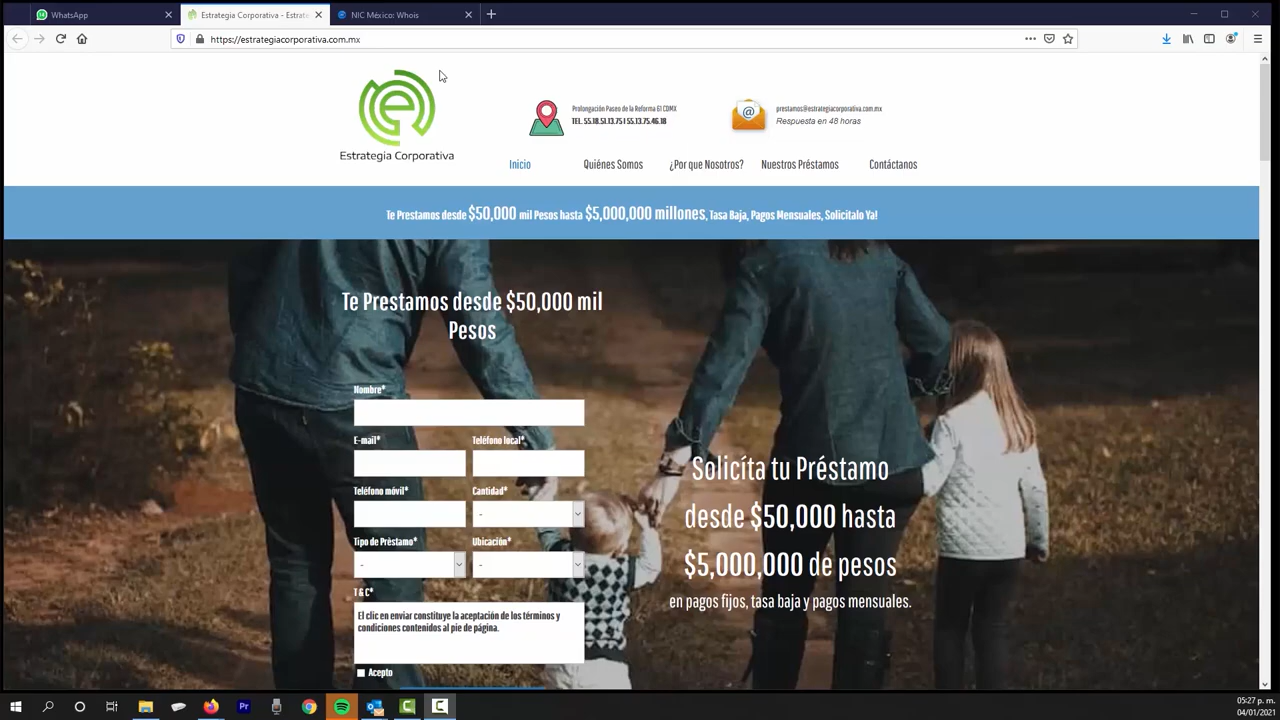 WhatsApp
Estrategia Corporativa - Estrate
NIC México: Whois
https://estrategiacorporativa.com.mx
Estrategia Corporativa
Prolongación Paseo de la Reforma 61 CDMX
TEL. 55.18.51.13.75 | 55.13.75.46.18
prestamos@estrategiacorporativa.com.mx
Respuesta en 48 horas
Inicio
Quiénes Somos
¿Por que Nosotros?
Nuestros Préstamos
Contáctanos
Te Prestamos desde $50,000 mil Pesos hasta $5,000,000 millones, Tasa Baja, Pagos Mensuales, Solicitalo Ya!
Te Prestamos desde $50,000 mil
Pesos
Nombre*
E-mail*
Teléfono local*
Teléfono móvil*
Cantidad*
-
Tipo de Prèstamo*
Ubicación*
-
-
T & C*
El clic en enviar constituye la aceptación de los términos y
condiciones contenidos al pie de página.
Acepto
Solicíta tu Préstamo
desde $50,000 hasta
$5,000,000 de pesos
en pagos fijos, tasa baja y pagos mensuales.
05:27 p. m.
04/01/2021